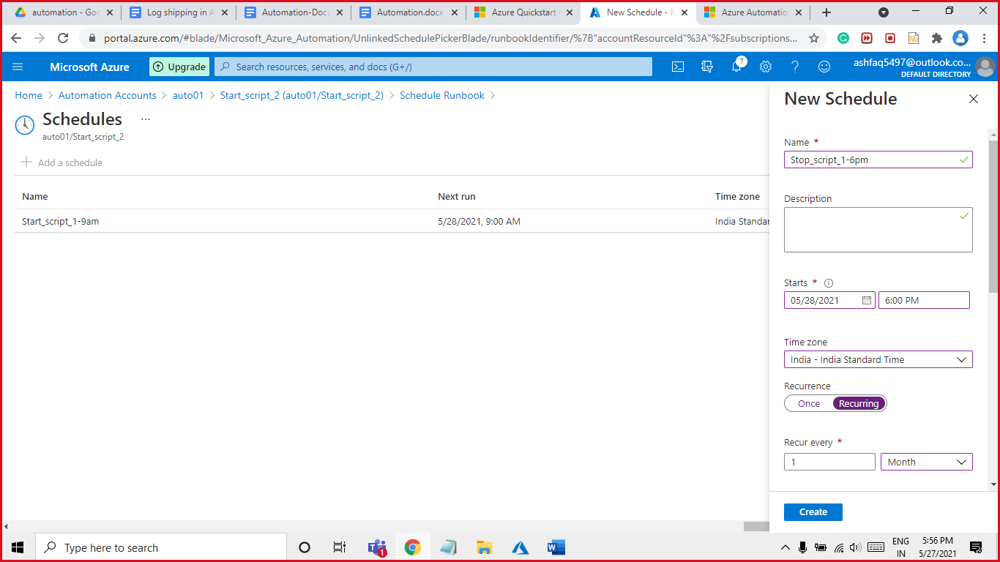 automation - Goo
Log shipping in A
Automation-Docu
Automation.docx
Azure Quickstart
New Schedule - M
Azure Automation
portal.azure.com/#blade/Microsoft_Azure_Automation/UnlinkedSchedulePickerBlade/runbookIdentifier/%7B"accountResourceId"%3A"%2Fsubscriptions...
Microsoft Azure
Upgrade
Search resources, services, and docs (G+/)
7
ashfaq5497@outlook.co...
DEFAULT DIRECTORY
Home > Automation Accounts > auto01 > Start_script_2 (auto01/Start_script_2) > Schedule Runbook >
Schedules ...
auto01/Start_script_2
Add a schedule
Name Next run Time zone
Start_script_1-9am 5/28/2021, 9:00 AM India Standar
New Schedule
Name *
Stop_script_1-6pm
Description
Starts *
05/28/2021 6:00 PM
Time zone
India - India Standard Time
Recurrence
Once Recurring
Recur every *
1 Month
Create
Type here to search
1
ENG
IN
5:56 PM
5/27/2021